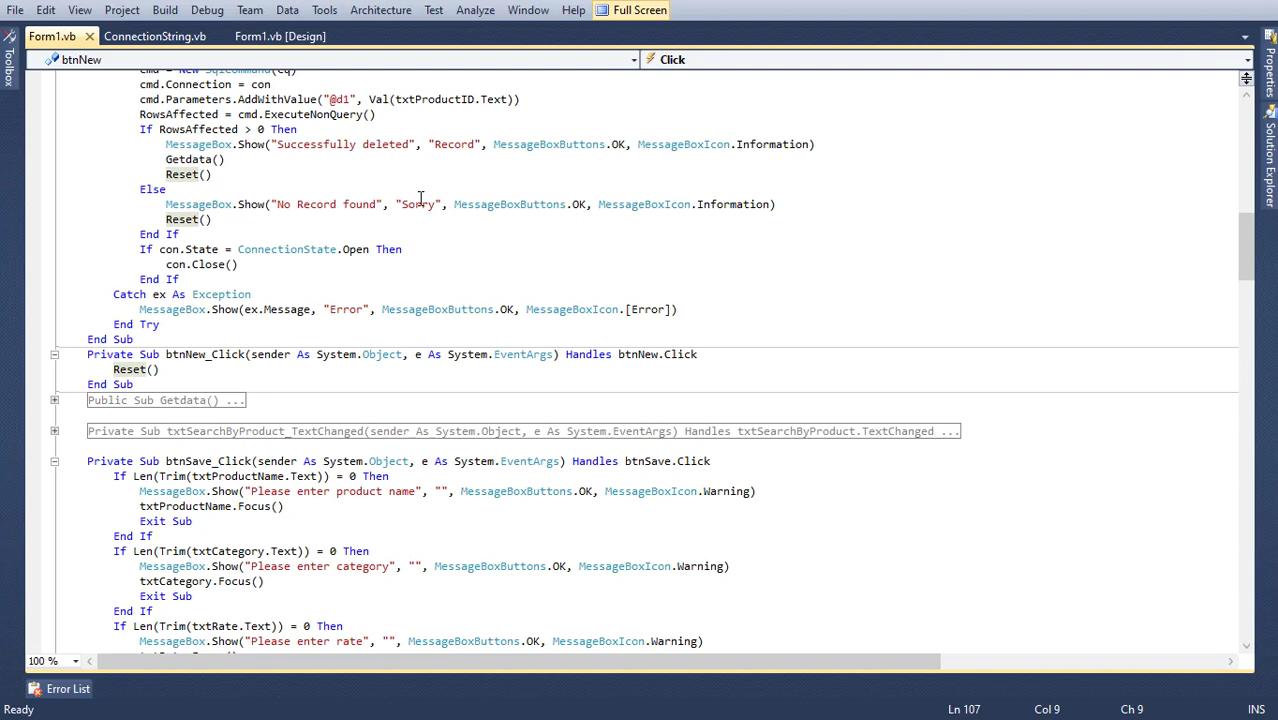 File Edit View Project Build Debug Team Data Tools Architecture Test Analyze Window Help Full Screen
Form1.vb ConnectionString.vb Form1.vb [Design]
btnNew Click
Toolbox
Properties
Solution Explorer
cmd = New SqlCommand(cq)
cmd.Connection = con
cmd.Parameters.AddWithValue("@d1", Val(txtProductID.Text))
RowsAffected = cmd.ExecuteNonQuery()
If RowsAffected > 0 Then
MessageBox.Show("Successfully deleted", "Record", MessageBoxButtons.OK, MessageBoxIcon.Information)
Getdata()
Reset()
Else
MessageBox.Show("No Record found", "Sorry", MessageBoxButtons.OK, MessageBoxIcon.Information)
Reset()
End If
If con.State = ConnectionState.Open Then
con.Close()
End If
Catch ex As Exception
MessageBox.Show(ex.Message, "Error", MessageBoxButtons.OK, MessageBoxIcon.[Error])
End Try
End Sub
Private Sub btnNew_Click(sender As System.Object, e As System.EventArgs) Handles btnNew.Click
Reset()
End Sub
Public Sub Getdata() ...
Private Sub txtSearchByProduct_TextChanged(sender As System.Object, e As System.EventArgs) Handles txtSearchByProduct.TextChanged ...
Private Sub btnSave_Click(sender As System.Object, e As System.EventArgs) Handles btnSave.Click
If Len(Trim(txtProductName.Text)) = 0 Then
MessageBox.Show("Please enter product name", "", MessageBoxButtons.OK, MessageBoxIcon.Warning)
txtProductName.Focus()
Exit Sub
End If
If Len(Trim(txtCategory.Text)) = 0 Then
MessageBox.Show("Please enter category", "", MessageBoxButtons.OK, MessageBoxIcon.Warning)
txtCategory.Focus()
Exit Sub
End If
If Len(Trim(txtRate.Text)) = 0 Then
MessageBox.Show("Please enter rate", "", MessageBoxButtons.OK, MessageBoxIcon.Warning)
100 %
Error List
Ready Ln 107 Col 9 Ch 9 INS